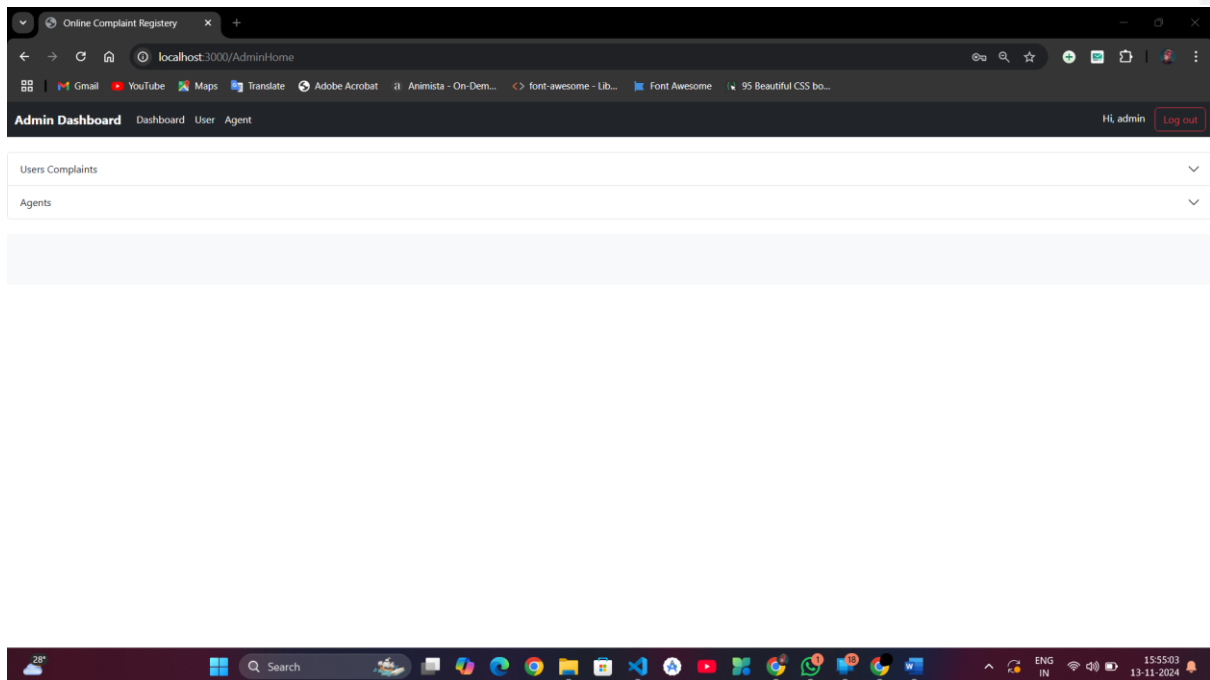 Online Complaint Registery
localhost:3000/AdminHome
Gmail YouTube Maps Translate Adobe Acrobat Animista - On-Dem... font-awesome - Lib... Font Awesome 95 Beautiful CSS bo...
Admin Dashboard Dashboard User Agent Hi, admin Log out
Users Complaints
Agents
28° Search 1 18 ENG 15:55:03
IN 13-11-2024